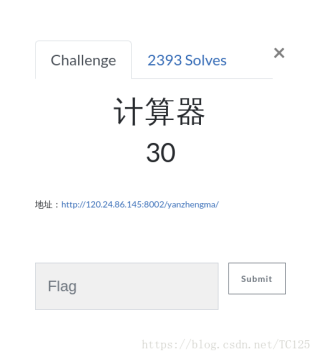 Challenge 2393 Solves ×
计算器
30
地址：http://120.24.86.145:8002/yanzhengma/
Flag Submit
https://blog.csdn.net/TC125